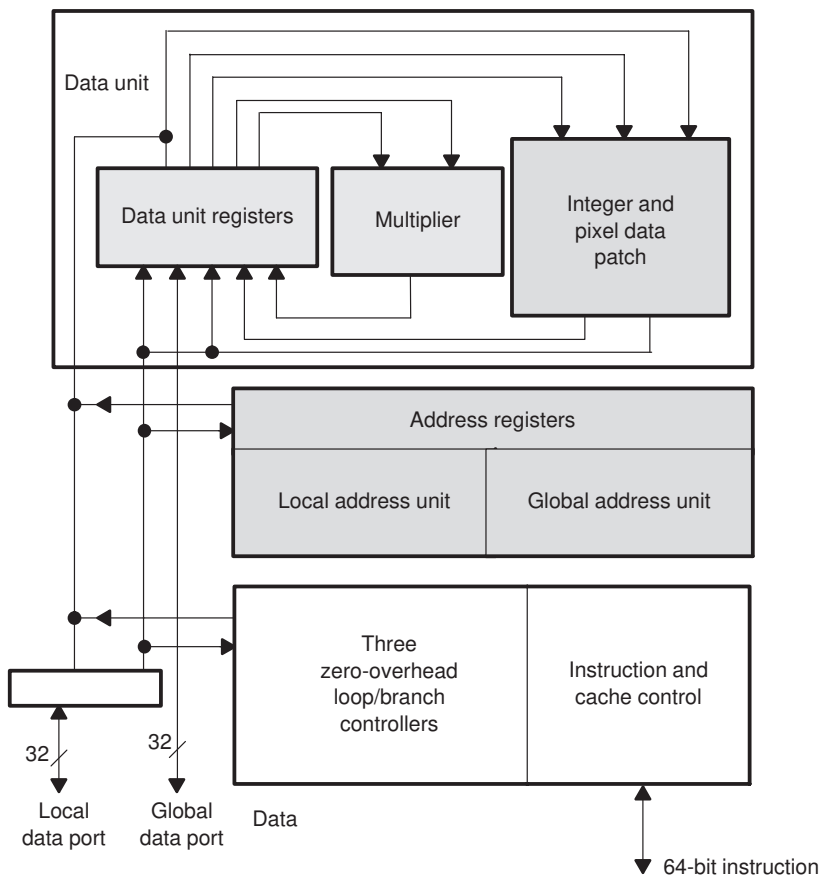 Data unit
Data unit registers
Multiplier
Integer and
pixel data
patch
Address registers
Local address unit
Global address unit
Three
zero-overhead
loop/branch
controllers
Instruction and
cache control
32
32
Local
data port
Global
data port
Data
64-bit instruction